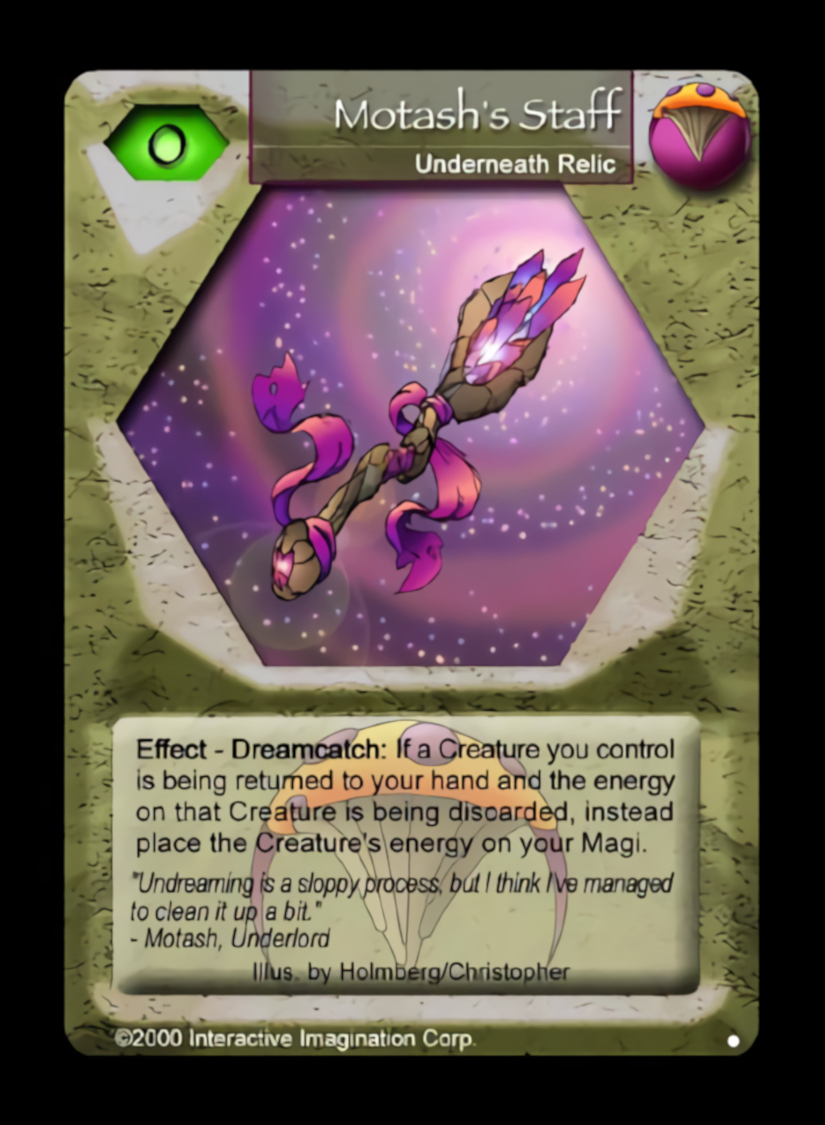 0
Motash's Staff
Underneath Relic
Effect - Dreamcatch: If a Creature you control
is being returned to your hand and the energy
on that Creature is being discarded, instead
place the Creature's energy on your Magi.
"Undreaming is a sloppy process, but I think I've managed
to clean it up a bit."
- Motash, Underlord
Illus. by Holmberg/Christopher
©2000 Interactive Imagination Corp.